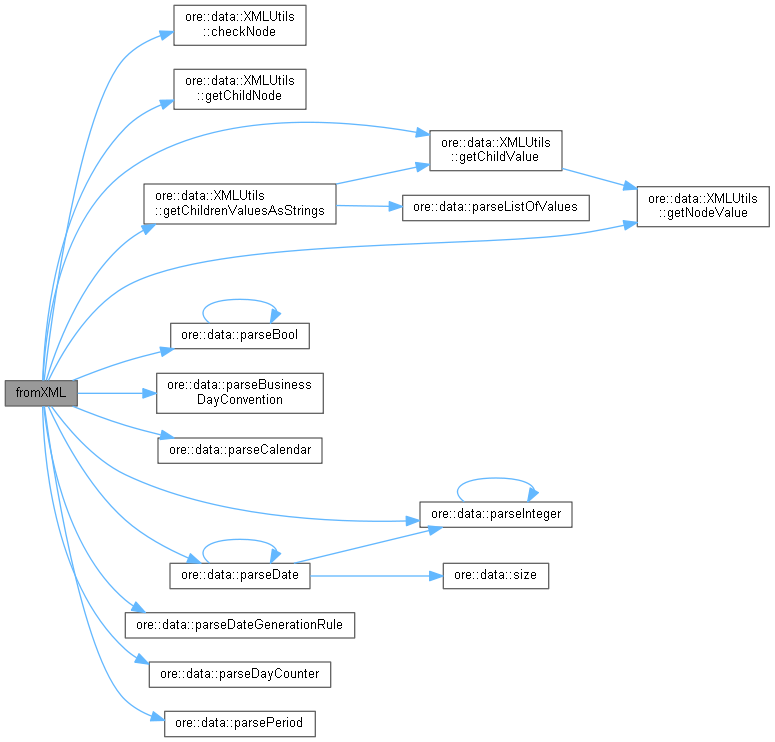 ore::data::XMLUtils
::checkNode
ore::data::XMLUtils
::getChildNode
ore::data::XMLUtils
::getChildValue
ore::data::XMLUtils
::getChildrenValuesAsStrings
ore::data::parseListOfValues
ore::data::XMLUtils
::getNodeValue
ore::data::parseBool
fromXML
ore::data::parseBusiness
DayConvention
ore::data::parseCalendar
ore::data::parseInteger
ore::data::parseDate
ore::data::size
ore::data::parseDateGenerationRule
ore::data::parseDayCounter
ore::data::parsePeriod